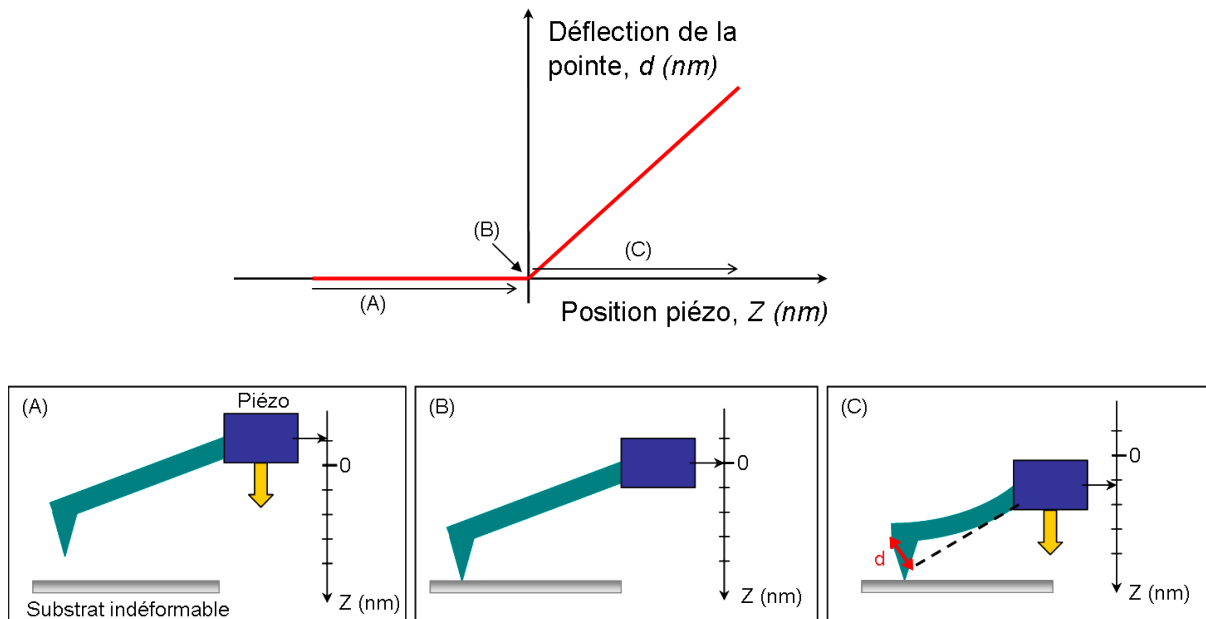 Déflection de la
pointe, d (nm)
(B)
(C)
(A)
Position piézo, Z (nm)
(A)
Piézo
0
Substrat indéformable
Z (nm)
(B)
0
Z (nm)
(C)
0
d
Z (nm)